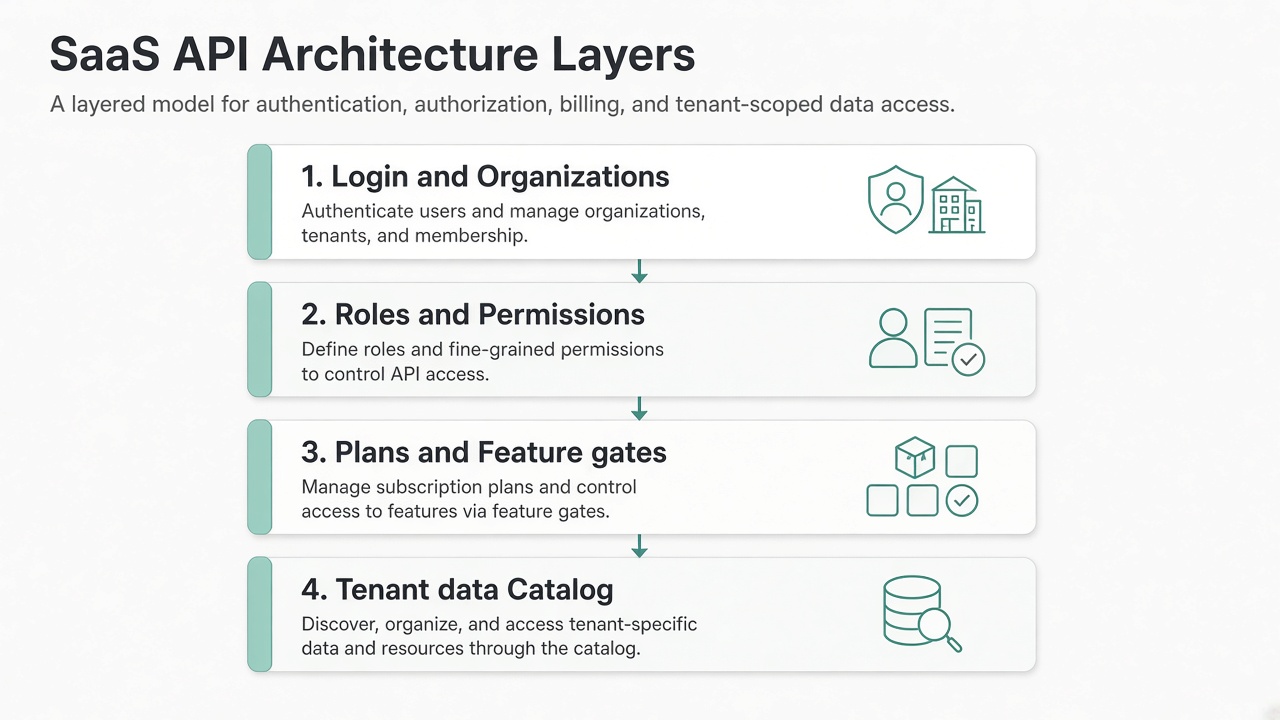 SaaS API Architecture Layers
A layered model for authentication, authorization, billing, and tenant-scoped data access.
1. Login and Organizations
Authenticate users and manage organizations,
tenants, and membership.
2. Roles and Permissions
Define roles and fine-grained permissions
to control API access.
3. Plans and Feature gates
Manage subscription plans and control
access to features via feature gates.
4. Tenant data Catalog
Discover, organize, and access tenant-specific
data and resources through the catalog.